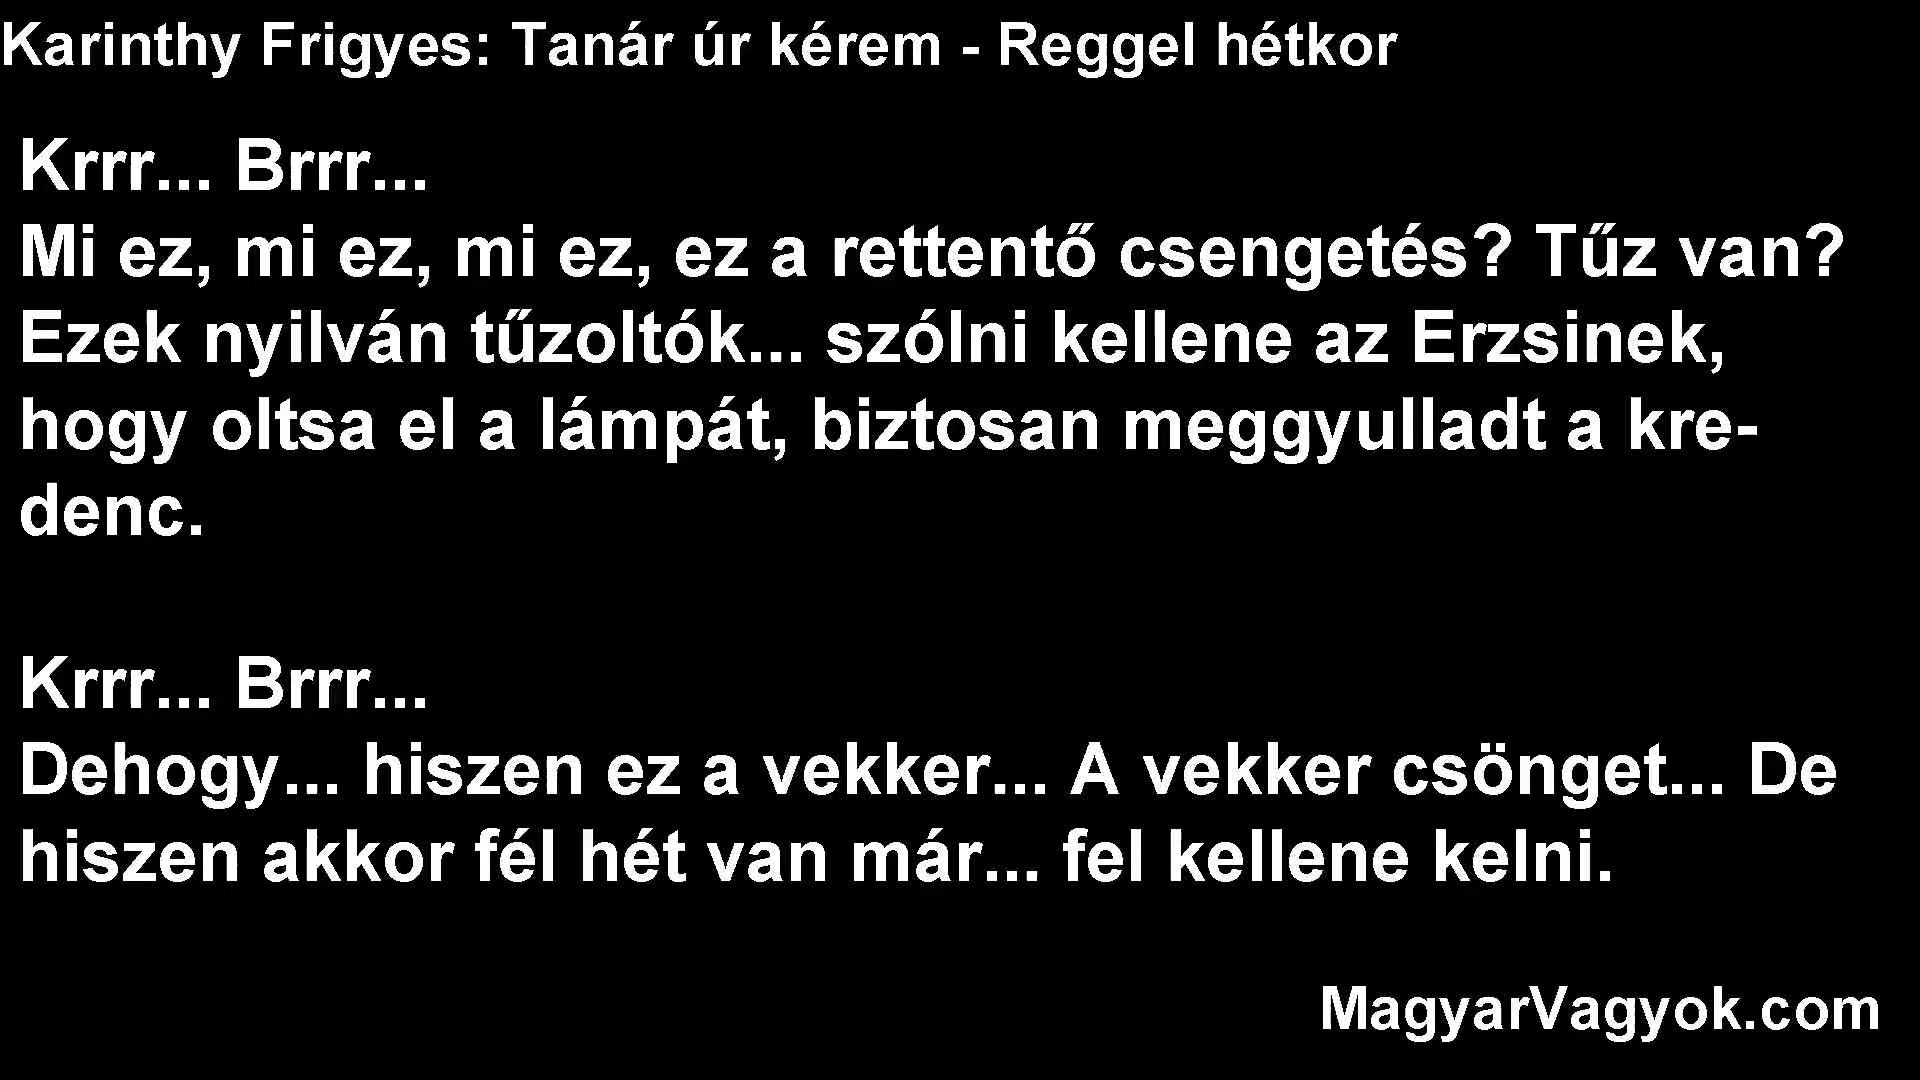 Karinthy Frigyes: Tanár úr kérem - Reggel hétkor
Krrr... Brrr...
Mi ez, mi ez, mi ez, ez a rettentő csengetés? Tűz van?
Ezek nyilván tűzoltók... szólni kellene az Erzsinek,
hogy oltsa el a lámpát, biztosan meggyulladt a kre-
denc.
Krrr... Brrr...
Dehogy... hiszen ez a vekker... A vekker csönget... De
hiszen akkor fél hét van már... fel kellene kelni.
MagyarVagyok.com